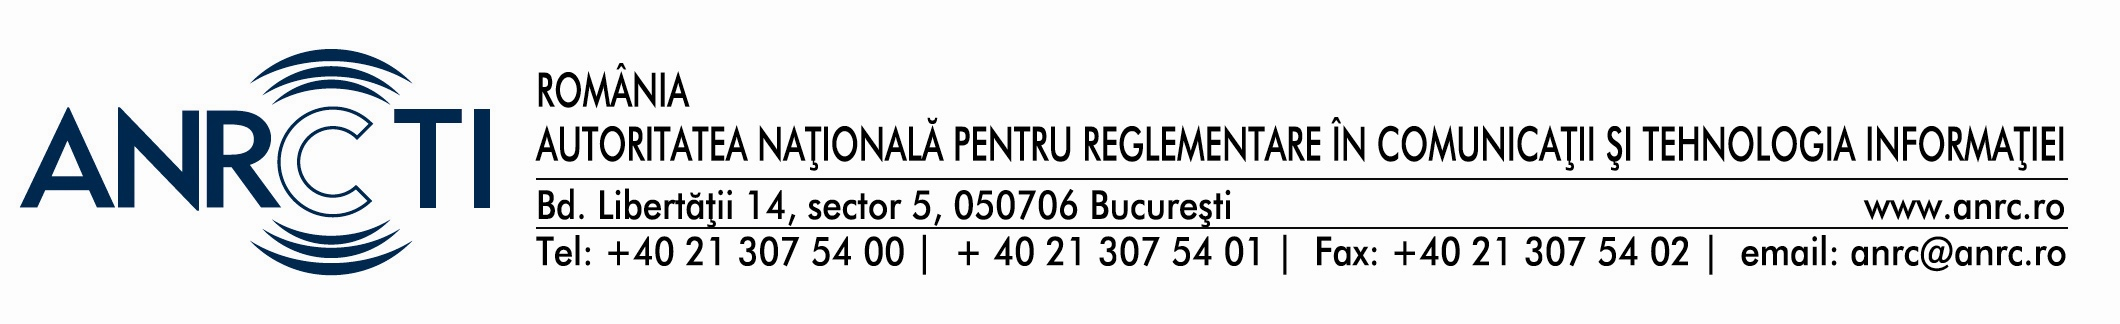 ANRCTI
ROMÂNIA
AUTORITATEA NAŢIONALĂ PENTRU REGLEMENTARE ÎN COMUNICAŢII ŞI TEHNOLOGIA INFORMAŢIEI
Bd. Libertăţii 14, sector 5, 050706 Bucureşti www.anrc.ro
Tel: +40 21 307 54 00 | + 40 21 307 54 01 | Fax: +40 21 307 54 02 | email: anrc@anrc.ro